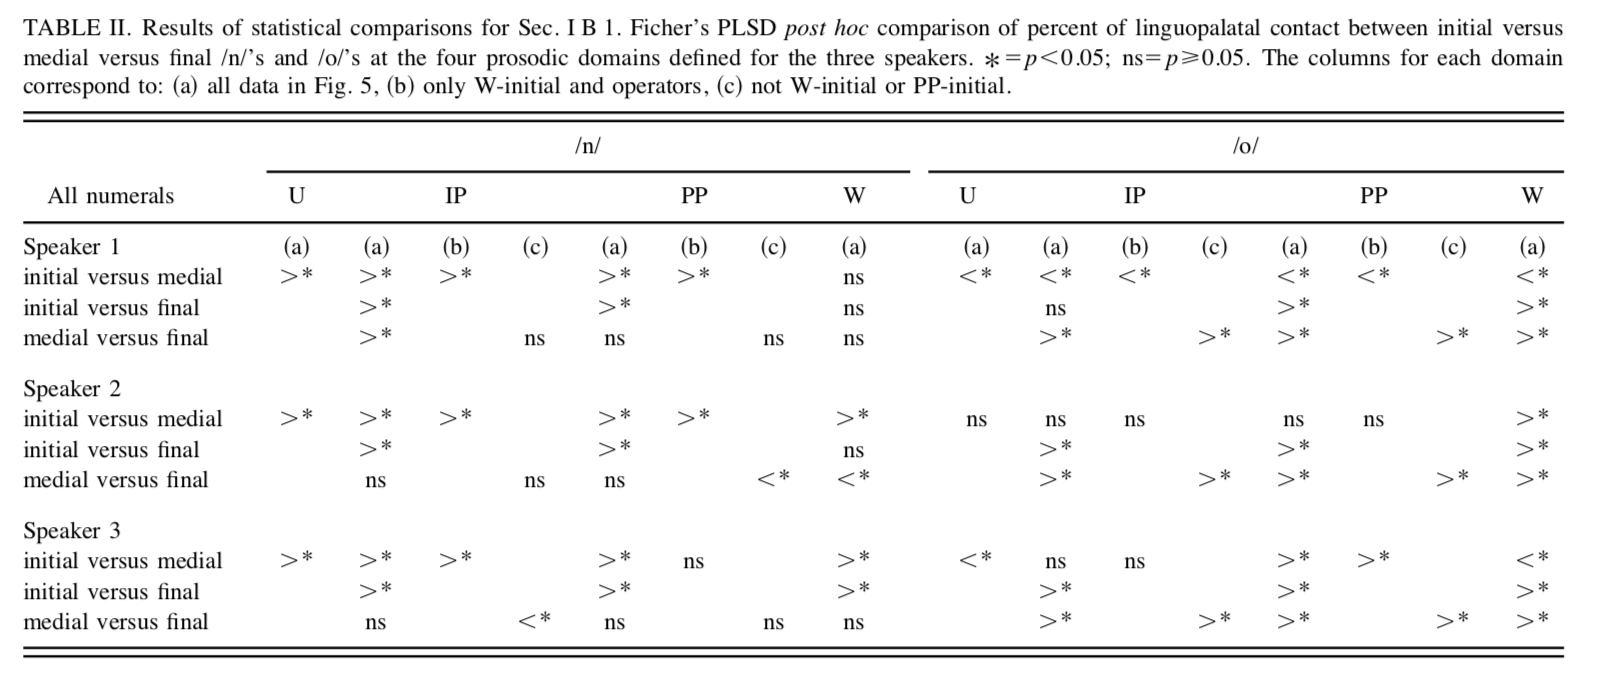 TABLE II. Results of statistical comparisons for Sec. I B 1. Ficher's PLSD post hoc comparison of percent of linguopalatal contact between initial versus
medial versus final /n/'s and /o/'s at the four prosodic domains defined for the three speakers. *=p<0.05; ns=p⩾0.05. The columns for each domain
correspond to: (a) all data in Fig. 5, (b) only W-initial and operators, (c) not W-initial or PP-initial.
/n/ /o/
All numerals U IP PP W U IP PP W
Speaker 1 (a) (a) (b) (c) (a) (b) (c) (a) (a) (a) (b) (c) (a) (b) (c) (a)
initial versus medial >* >* >* >* >* ns <* <* <* <* <* <*
initial versus final >* >* ns ns >* >*
medial versus final >* ns ns ns ns >* >* >* >* >*
Speaker 2
initial versus medial >* >* >* >* >* >* ns ns ns ns ns >*
initial versus final >* >* ns >* >* >*
medial versus final ns ns ns <* <* >* >* >* >* >*
Speaker 3
initial versus medial >* >* >* >* ns >* <* ns ns >* >* <*
initial versus final >* >* >* >* >* >*
medial versus final ns <* ns ns ns >* >* >* >* >*